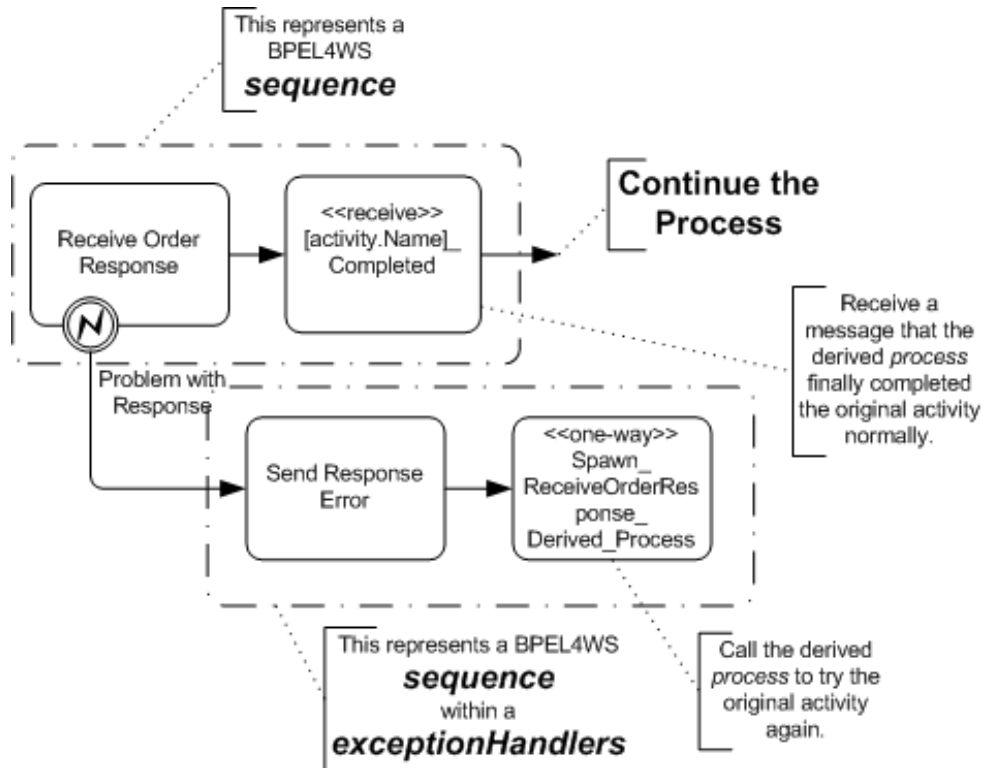 This represents a
BPEL4WS
sequence
Continue the
Process
Receive Order
Response
<<receive>>
[activity.Name]_
Completed
Receive a
message that the
derived process
finally completed
the original activity
normally.
Problem with
Response
Send Response
Error
<<one-way>>
Spawn_
ReceiveOrderRes
ponse_
Derived_Process
This represents a BPEL4WS
sequence
within a
exceptionHandlers
Call the derived
process to try the
original activity
again.